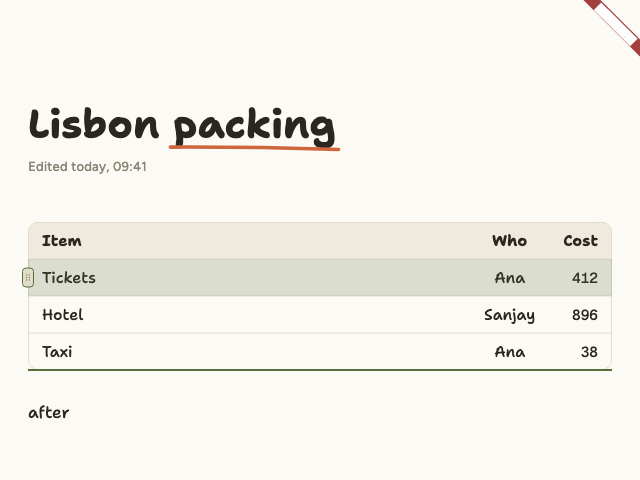 Lisbon packing
Edited today, 09:41
Item Who Cost
Tickets Ana 412
Hotel Sanjay 896
Taxi Ana 38
after